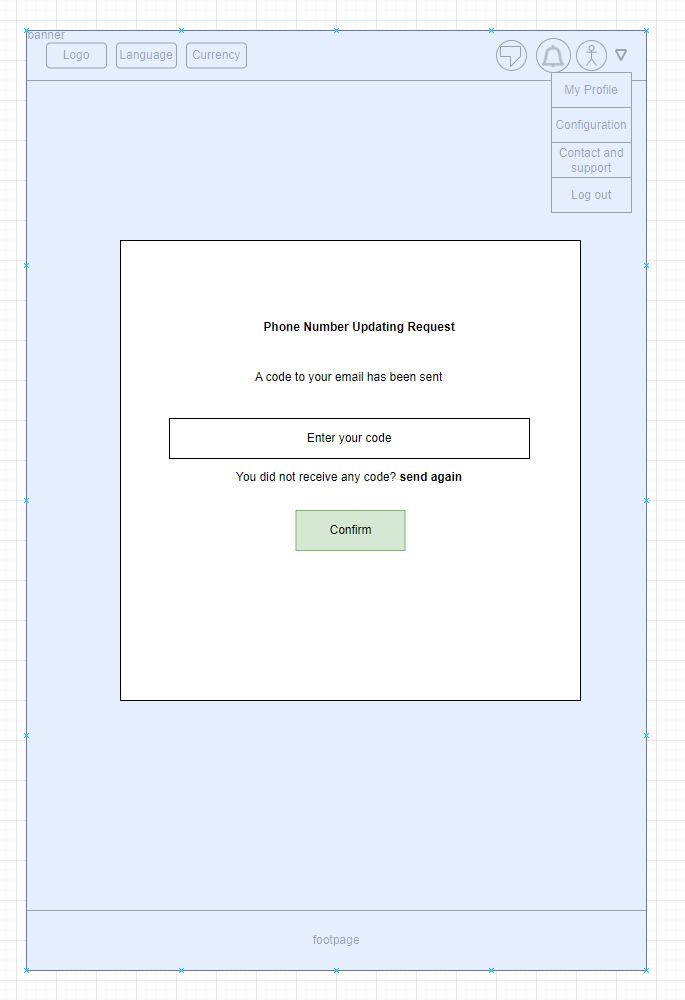 banner
Logo
Language
Currency
My Profile
Configuration
Contact and
support
Log out
Phone Number Updating Request
A code to your email has been sent
Enter your code
You did not receive any code? send again
Confirm
footpage